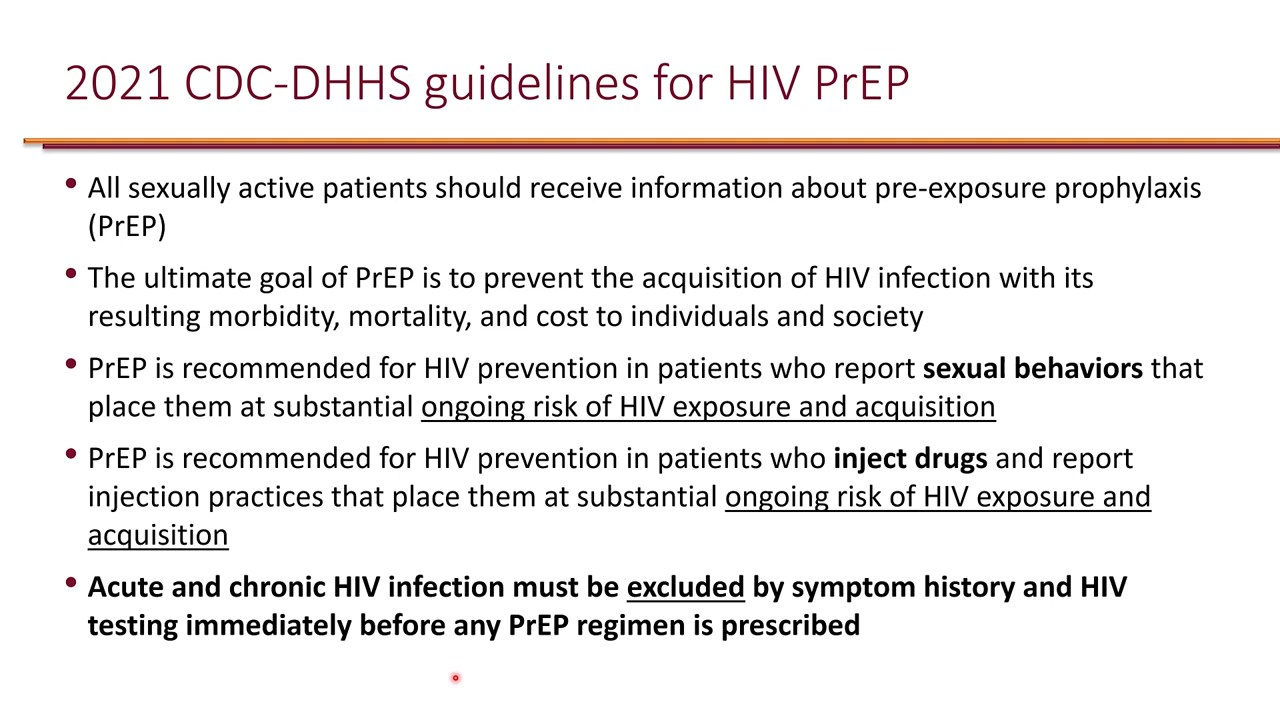 2021 CDC-DHHS guidelines for HIV PrEP
• All sexually active patients should receive information about pre-exposure prophylaxis
(PrEP)
• The ultimate goal of PrEP is to prevent the acquisition of HIV infection with its
resulting morbidity, mortality, and cost to individuals and society
• PrEP is recommended for HIV prevention in patients who report sexual behaviors that
place them at substantial ongoing risk of HIV exposure and acquisition
• PrEP is recommended for HIV prevention in patients who inject drugs and report
injection practices that place them at substantial ongoing risk of HIV exposure and
acquisition
• Acute and chronic HIV infection must be excluded by symptom history and HIV
testing immediately before any PrEP regimen is prescribed